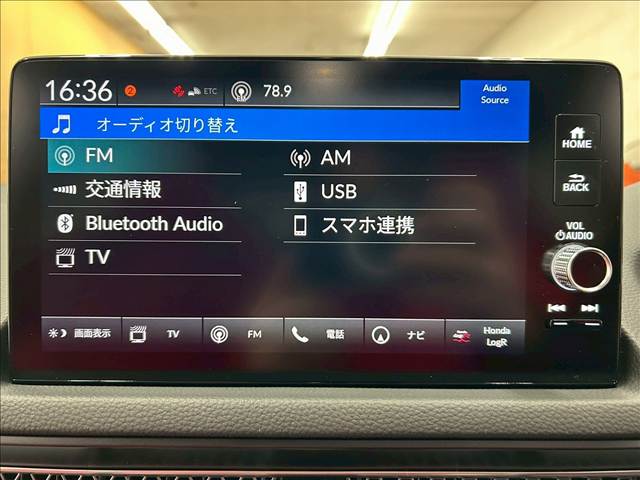 16:36 2 ETC FM 78.9
Audio
Source
オーディオ切り替え
FM
AM
交通情報
USB
Bluetooth Audio
スマホ連携
TV
画面表示
TV
FM
電話
ナビ
Honda
LogR
HOME
BACK
VOL
AUDIO